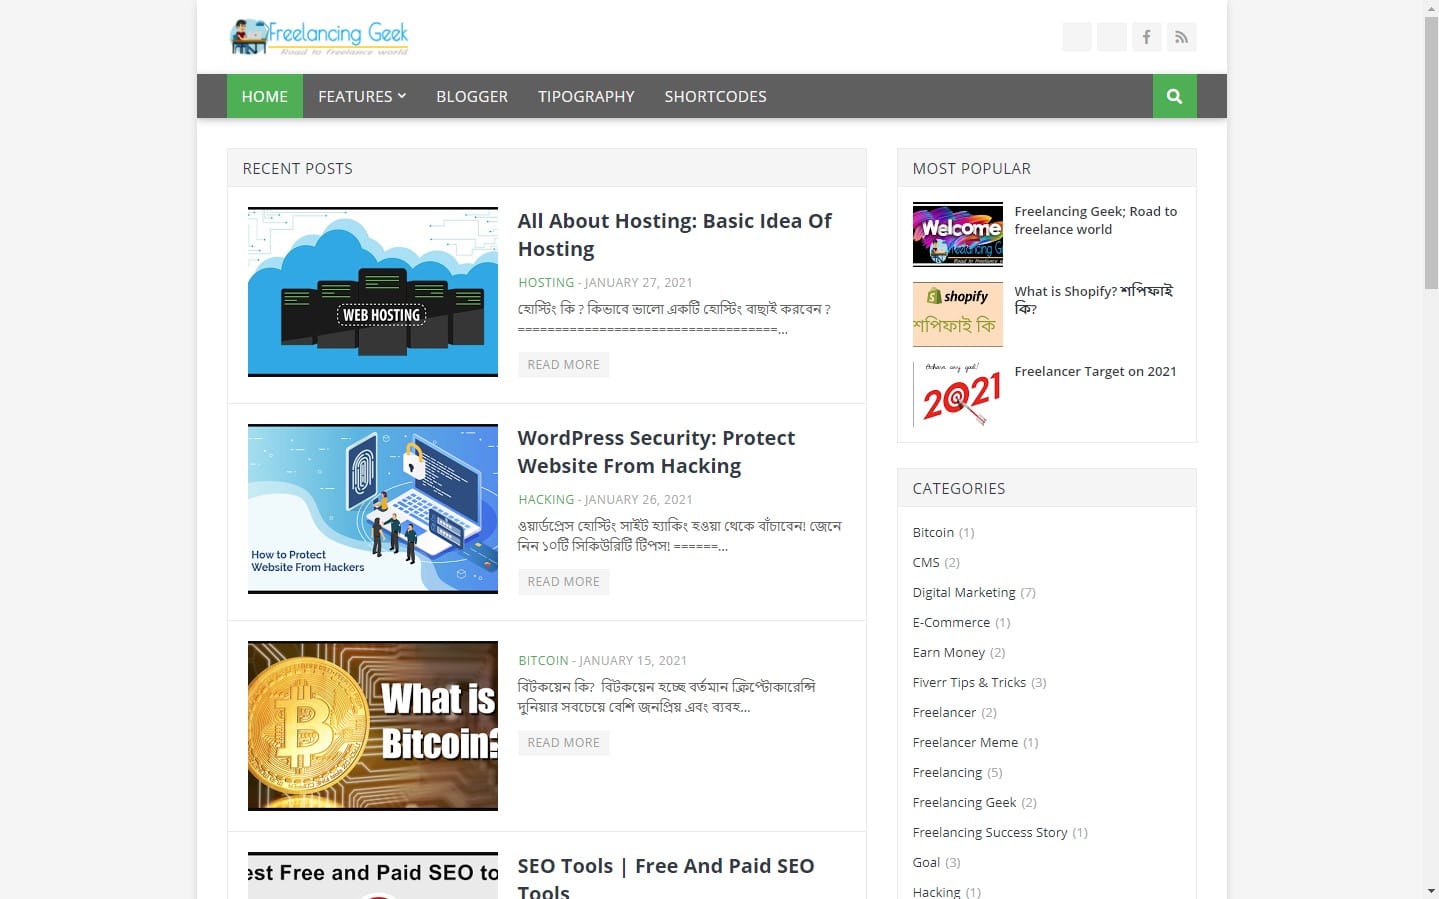 Freelancing Geek
Road to freelance world
HOME
FEATURES
BLOGGER
TIPOGRAPHY
SHORTCODES
RECENT POSTS
WEB HOSTING
All About Hosting: Basic Idea Of
Hosting
HOSTING - JANUARY 27, 2021
হোস্টিং কি ? কিভাবে ভালো একটি হোস্টিং বাছাই করবেন ?
===================================...
READ MORE
How to Protect
Website From Hackers
WordPress Security: Protect
Website From Hacking
HACKING - JANUARY 26, 2021
ওয়ার্ডপ্রেস হোস্টিং সাইট হ্যাকিং হওয়া থেকে বাঁচাবেন! জেনে
নিন ১০টি সিকিউরিটি টিপস! ======...
READ MORE
What is
Bitcoin?
BITCOIN - JANUARY 15, 2021
বিটকয়েন কি? বিটকয়েন হচ্ছে বর্তমান ক্রিপ্টোকারেন্সি
দুনিয়ার সবচেয়ে বেশি জনপ্রিয় এবং ব্যবহ...
READ MORE
est Free and Paid SEO to
SEO Tools | Free And Paid SEO
Tools
MOST POPULAR
Welcome
Freelancing Geek; Road to
freelance world
shopify
শপিফাই কি
What is Shopify? শপিফাই
কি?
Achieve any goal!
2021
Freelancer Target on 2021
CATEGORIES
Bitcoin (1)
CMS (2)
Digital Marketing (7)
E-Commerce (1)
Earn Money (2)
Fiverr Tips & Tricks (3)
Freelancer (2)
Freelancer Meme (1)
Freelancing (5)
Freelancing Geek (2)
Freelancing Success Story (1)
Goal (3)
Hacking (1)